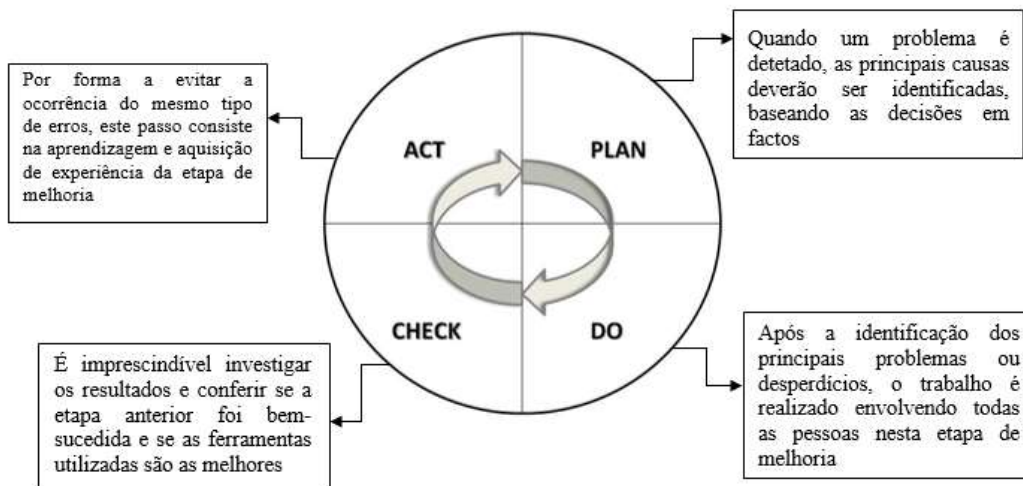 Quando um problema é
detetado, as principais causas
deverão ser identificadas,
baseando as decisões em
factos
Por forma a evitar a
ocorrência do mesmo tipo
de erros, este passo consiste
na aprendizagem e aquisição
de experiência da etapa de
melhoria
ACT
PLAN
CHECK
DO
É imprescindível investigar
os resultados e conferir se a
etapa anterior foi bem-
sucedida e se as ferramentas
utilizadas são as melhores
Após a identificação dos
principais problemas ou
desperdícios, o trabalho é
realizado envolvendo todas
as pessoas nesta etapa de
melhoria